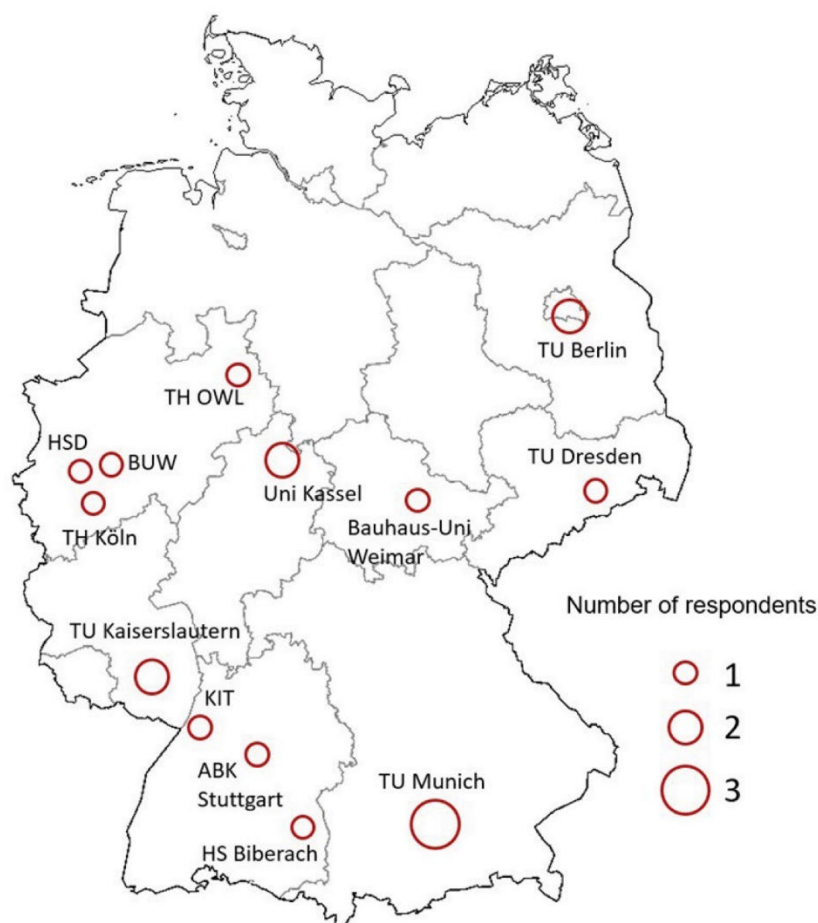 TU Berlin
TH OWL
HSD
BUW
TU Dresden
Uni Kassel
TH Köln
Bauhaus-Uni
Weimar
Number of respondents
TU Kaiserslautern
1
KIT
2
ABK
Stuttgart
TU Munich
3
HS Biberach